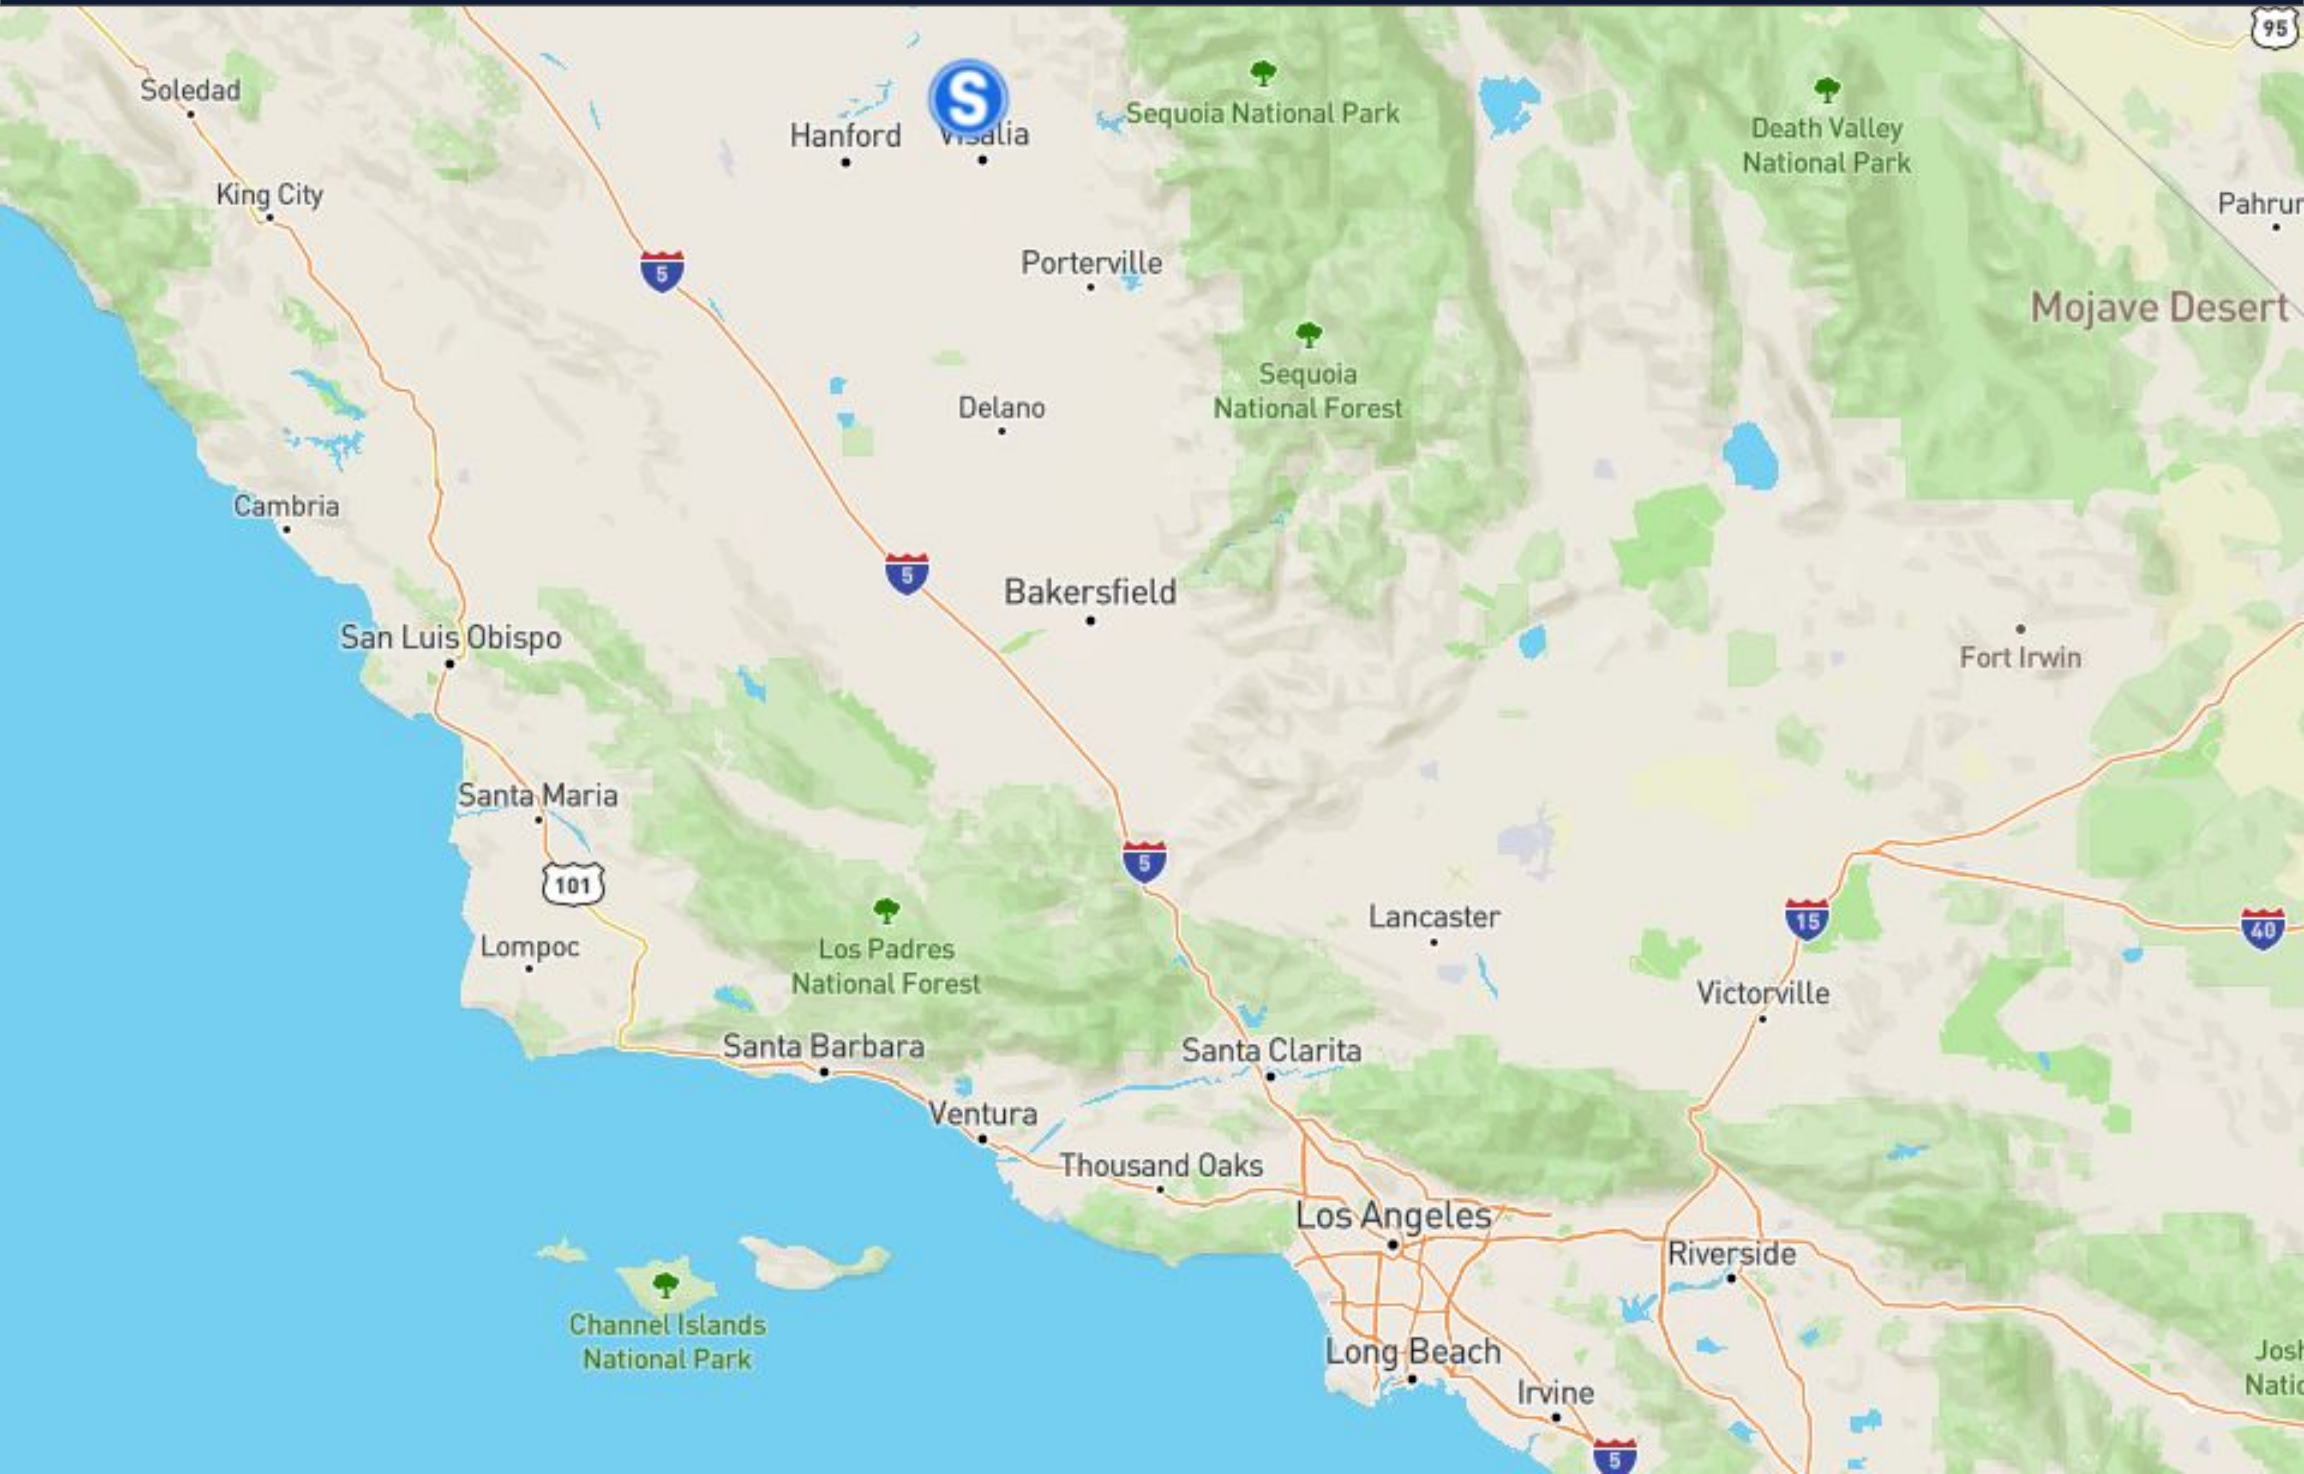 95
Soledad
S
Sequoia National Park
Hanford
Visalia
Death Valley
National Park
King City
Pahrur
5
Porterville
Mojave Desert
Sequoia
National Forest
Delano
Cambria
5
Bakersfield
San Luis Obispo
Fort Irwin
Santa Maria
5
101
Lancaster
15
40
Los Padres
National Forest
Lompoc
Victorville
Santa Barbara
Santa Clarita
Ventura
Thousand Oaks
Los Angeles
Riverside
Channel Islands
National Park
Long Beach
Josh
Natio
Irvine
5